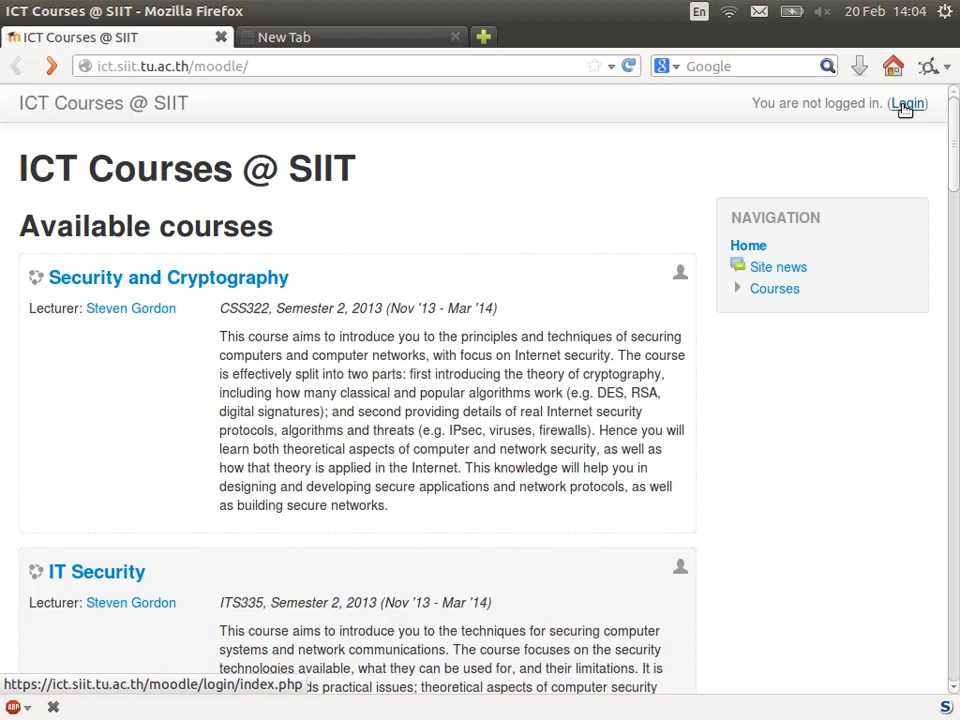 ICT Courses @ SIIT - Mozilla Firefox
En
20 Feb 14:04
ICT Courses @ SIIT
New Tab
ict.siit.tu.ac.th/moodle/
Google
ICT Courses @ SIIT
You are not logged in. (Login)
ICT Courses @ SIIT
Available courses
NAVIGATION
Home
Site news
Courses
Security and Cryptography
Lecturer: Steven Gordon
CSS322, Semester 2, 2013 (Nov '13 - Mar '14)
This course aims to introduce you to the principles and techniques of securing
computers and computer networks, with focus on Internet security. The course
is effectively split into two parts: first introducing the theory of cryptography,
including how many classical and popular algorithms work (e.g. DES, RSA,
digital signatures); and second providing details of real Internet security
protocols, algorithms and threats (e.g. IPsec, viruses, firewalls). Hence you will
learn both theoretical aspects of computer and network security, as well as
how that theory is applied in the Internet. This knowledge will help you in
designing and developing secure applications and network protocols, as well
as building secure networks.
IT Security
Lecturer: Steven Gordon
ITS335, Semester 2, 2013 (Nov '13 - Mar '14)
This course aims to introduce you to the techniques for securing computer
systems and network communications. The course focuses on the security
technologies available, what they can be used for, and their limitations. It is
https://ict.siit.tu.ac.th/moodle/login/index.php
ds practical issues; theoretical aspects of computer security
ABP
S